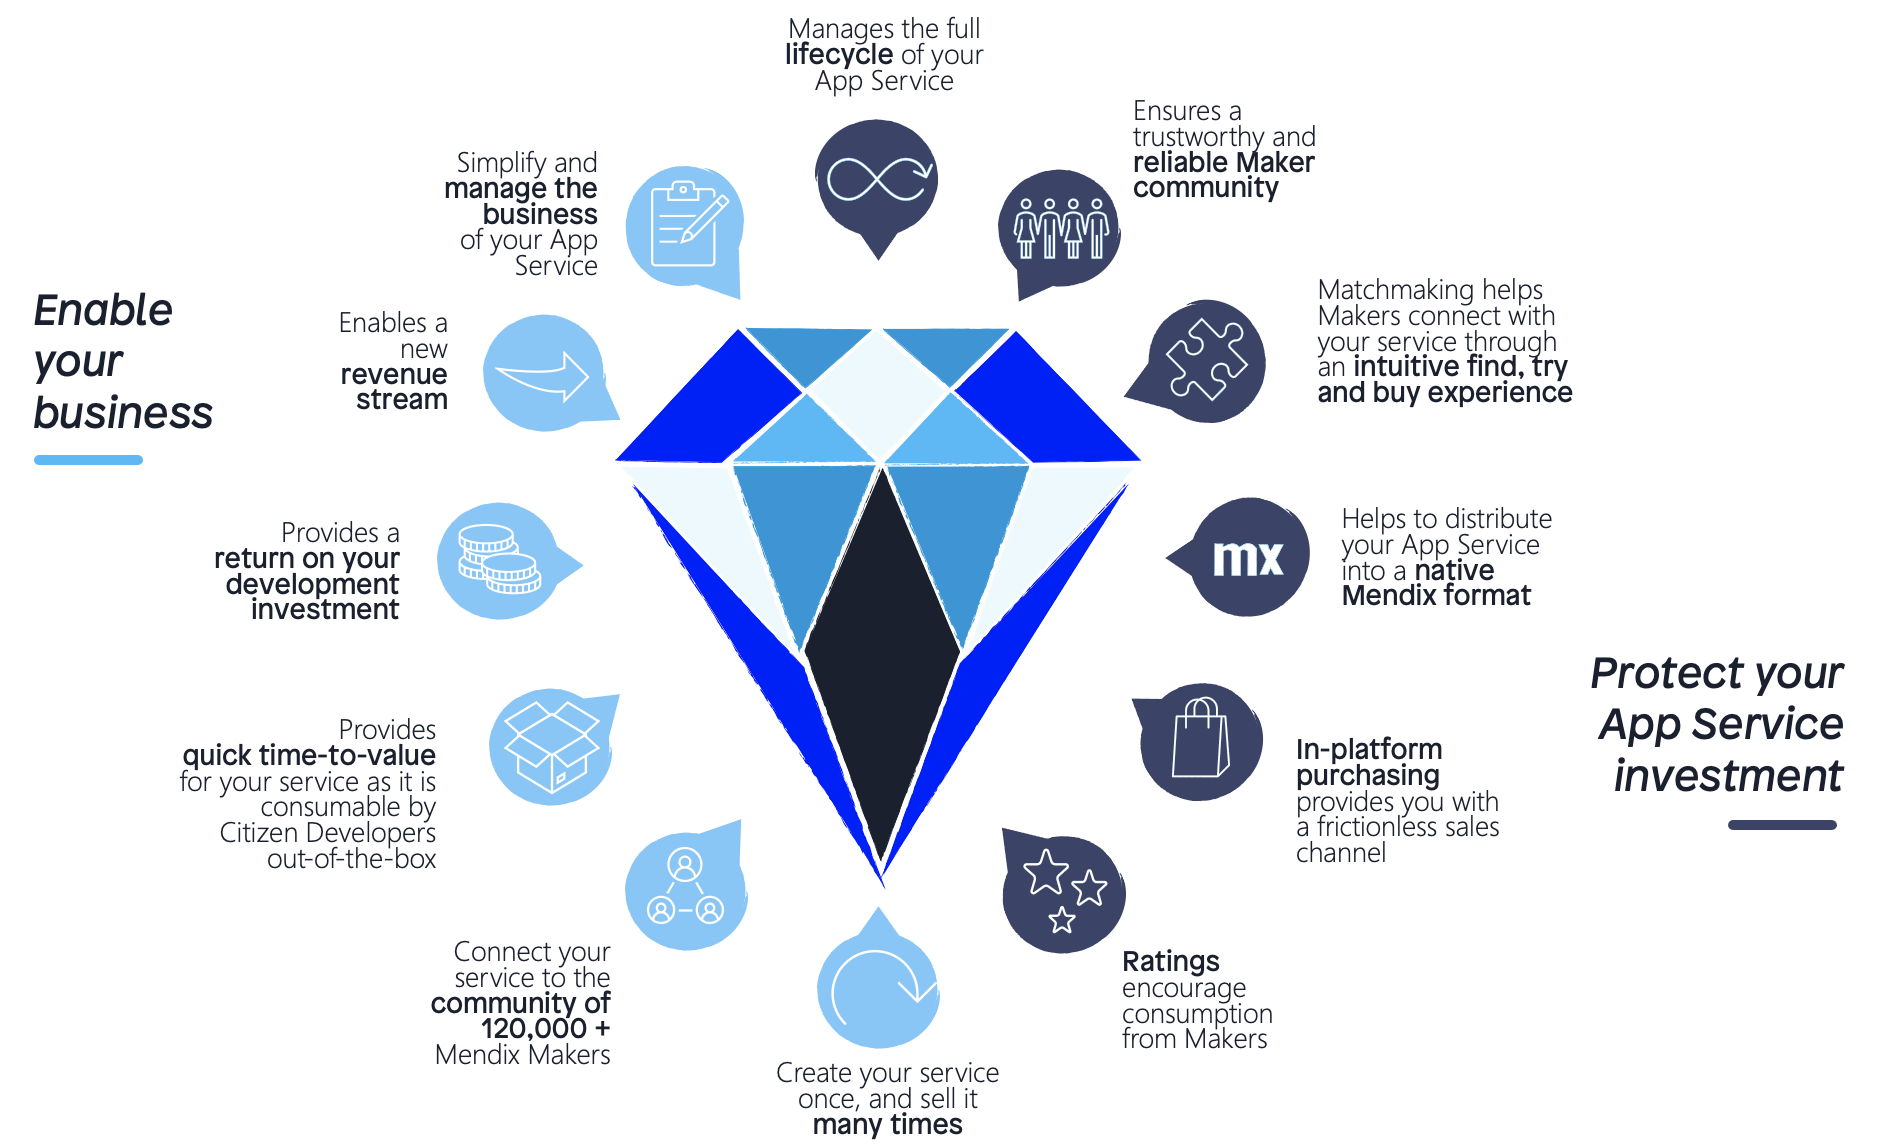 Manages the full
lifecycle of your
App Service
Ensures a
trustworthy and
reliable Maker
community
Simplify and
manage the
business
of your App
Service
Enable
your
business
Enables a
new
revenue
stream
Matchmaking helps
Makers connect with
your service through
an intuitive find, try
and buy experience
Provides a
return on your
development
investment
mx
Helps to distribute
your App Service
into a native
Mendix format
Protect your
App Service
investment
Provides
quick time-to-value
for your service as it is
consumable by
Citizen Developers
out-of-the-box
In-platform
purchasing
provides you with
a frictionless sales
channel
Connect your
service to the
community of
120,000 +
Mendix Makers
Ratings
encourage
consumption
from Makers
Create your service
once, and sell it
many times